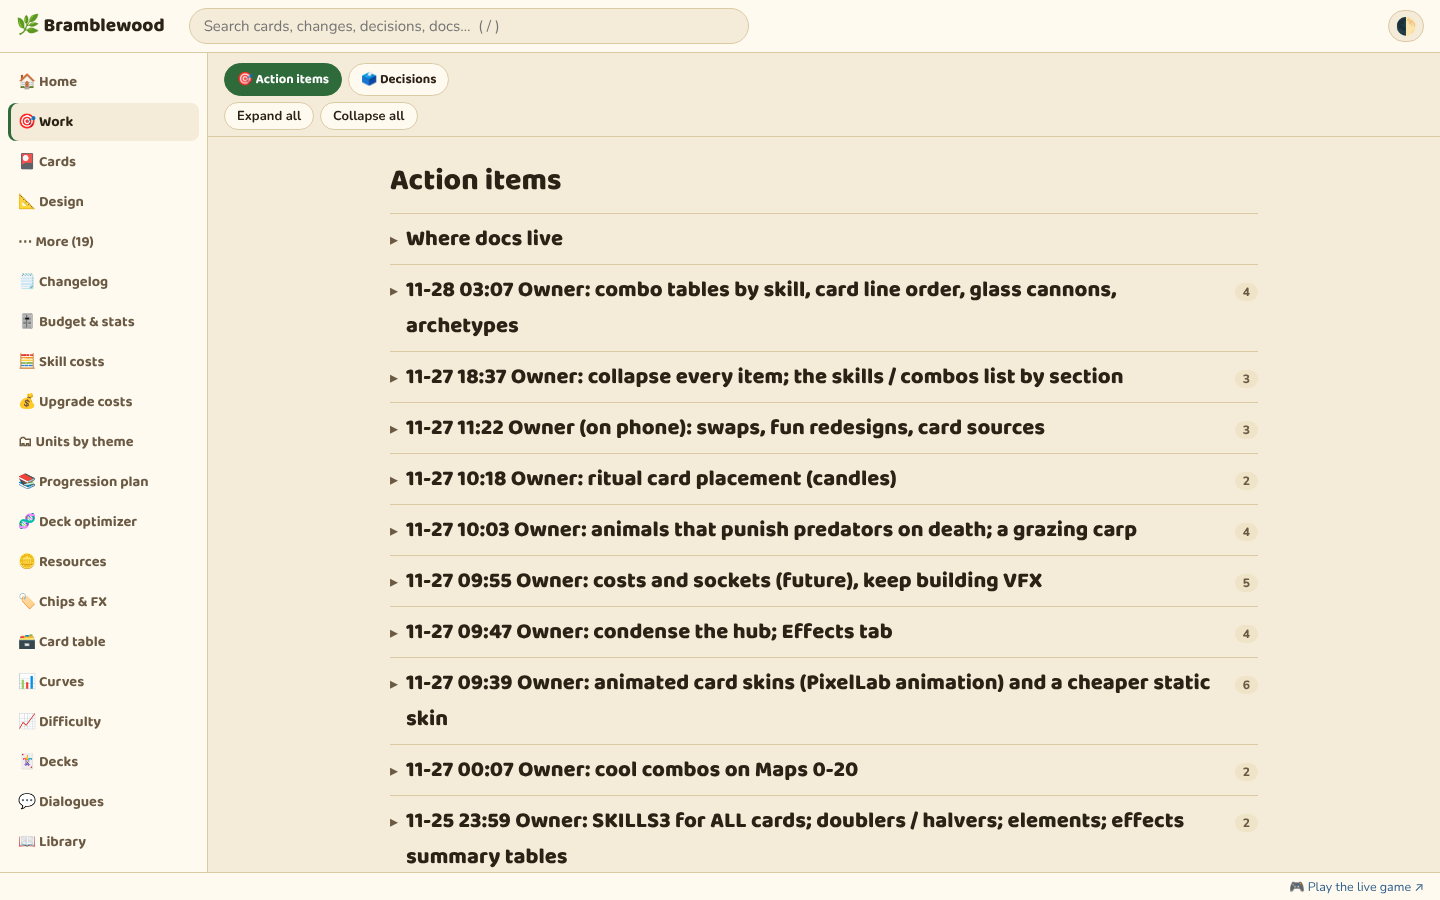 Bramblewood
Search cards, changes, decisions, docs... ( / )
Home
Work
Cards
Design
More (19)
Changelog
Budget & stats
Skill costs
Upgrade costs
Units by theme
Progression plan
Deck optimizer
Resources
Chips & FX
Card table
Curves
Difficulty
Decks
Dialogues
Library
Action items
Decisions
Expand all
Collapse all
Action items
Where docs live
11-28 03:07 Owner: combo tables by skill, card line order, glass cannons,
archetypes
4
11-27 18:37 Owner: collapse every item; the skills / combos list by section
3
11-27 11:22 Owner (on phone): swaps, fun redesigns, card sources
3
11-27 10:18 Owner: ritual card placement (candles)
2
11-27 10:03 Owner: animals that punish predators on death; a grazing carp
4
11-27 09:55 Owner: costs and sockets (future), keep building VFX
5
11-27 09:47 Owner: condense the hub; Effects tab
4
11-27 09:39 Owner: animated card skins (PixelLab animation) and a cheaper static
skin
6
11-27 00:07 Owner: cool combos on Maps 0-20
2
11-25 23:59 Owner: SKILLS3 for ALL cards; doublers / halvers; elements; effects
summary tables
2
Play the live game ↗